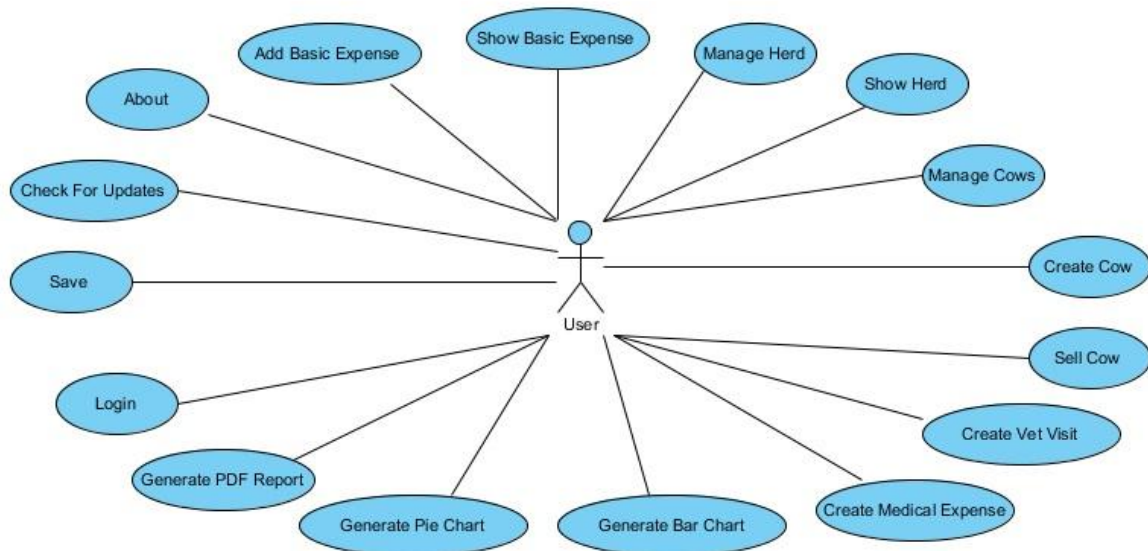 Show Basic Expense
Add Basic Expense
Manage Herd
Show Herd
About
Manage Cows
Check For Updates
Create Cow
Save
User
Sell Cow
Login
Create Vet Visit
Generate PDF Report
Create Medical Expense
Generate Pie Chart
Generate Bar Chart